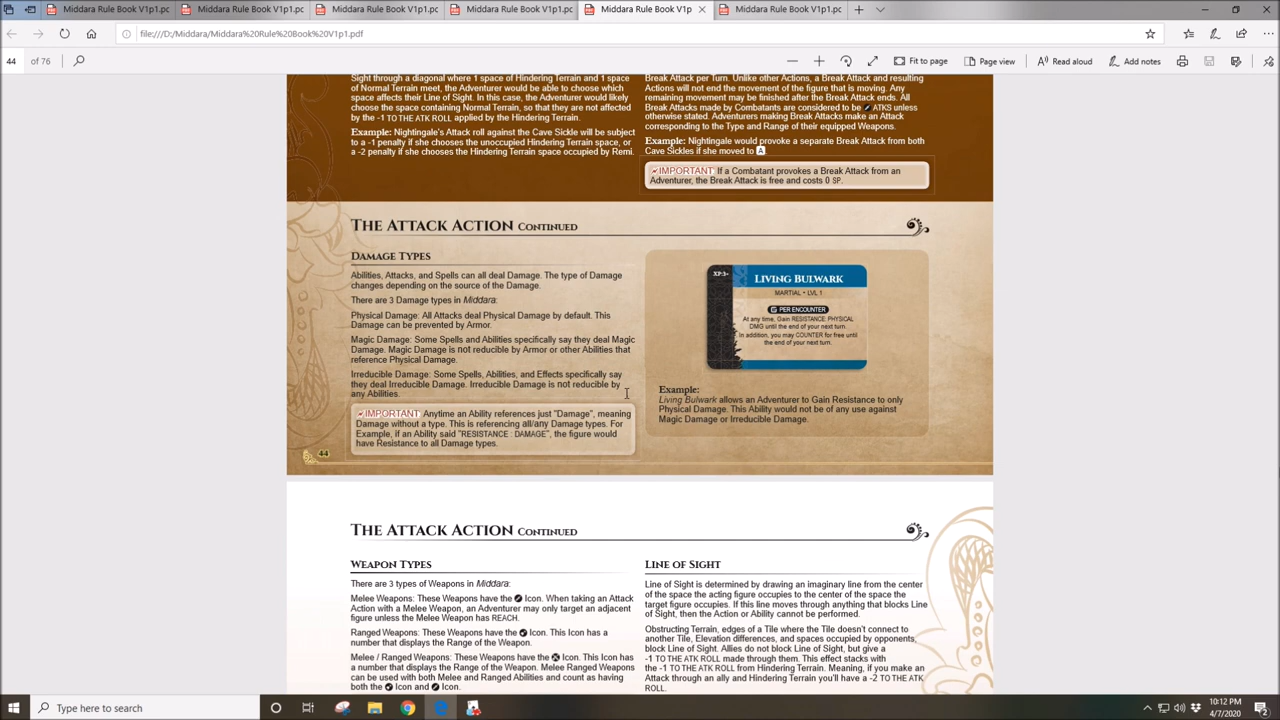 Middara Rule Book V1p1.pc
Middara Rule Book V1p1.pc
Middara Rule Book V1p1.pc
Middara Rule Book V1p1.pc
Middara Rule Book V1p
Middara Rule Book V1p1.pc
file:///D:/Middara/Middara%20Rule%20Book%20V1p1.pdf
44 of 76
Fit to page
Page view
Read aloud
Add notes
Sight through a diagonal where 1 space of Hindering Terrain and 1 space
of Normal Terrain meet, the Adventurer would be able to choose which
space affects their Line of Sight. In this case, the Adventurer would likely
choose the space containing Normal Terrain, so that they are not affected
by the -1 TO THE ATK ROLL applied by the Hindering Terrain.
Example: Nightingale's Attack roll against the Cave Sickle will be subject
to a -1 penalty if she chooses the unoccupied Hindering Terrain space, or
a -2 penalty if she chooses the Hindering Terrain space occupied by Remi.
Break Attack per Turn. Unlike other Actions, a Break Attack and resulting
Actions will not end the movement of the figure that is moving. Any
remaining movement may be finished after the Break Attack ends. All
Break Attacks made by Combatants are considered to be ATKS unless
otherwise stated. Adventurers making Break Attacks make an Attack
corresponding to the Type and Range of their equipped Weapons.
Example: Nightingale would provoke a separate Break Attack from both
Cave Sickles if she moved to A.
IMPORTANT: If a Combatant provokes a Break Attack from an
Adventurer, the Break Attack is free and costs 0 SP.
THE ATTACK ACTION CONTINUED
DAMAGE TYPES
Abilities, Attacks, and Spells can all deal Damage. The type of Damage
changes depending on the source of the Damage.
There are 3 Damage types in Middara:
Physical Damage: All Attacks deal Physical Damage by default. This
Damage can be prevented by Armor.
Magic Damage: Some Spells and Abilities specifically say they deal Magic
Damage. Magic Damage is not reducible by Armor or other Abilities that
reference Physical Damage.
Irreducible Damage: Some Spells, Abilities, and Effects specifically say
they deal Irreducible Damage. Irreducible Damage is not reducible by
any Abilities.
IMPORTANT: Anytime an Ability references just "Damage", meaning
Damage without a type. This is referencing all/any Damage types. For
Example, if an Ability said "RESISTANCE : DAMAGE", the figure would
have Resistance to all Damage types.
44
XP:3
LIVING BULWARK
MARTIAL • LVL 1
PER ENCOUNTER
At any time, Gain RESISTANCE: PHYSICAL
DMG until the end of your next turn.
In addition, you may COUNTER for free until
the end of your next turn.
Example:
Living Bulwark allows an Adventurer to Gain Resistance to only
Physical Damage. This Ability would not be of any use against
Magic Damage or Irreducible Damage.
THE ATTACK ACTION CONTINUED
WEAPON TYPES
There are 3 types of Weapons in Middara:
Melee Weapons: These Weapons have the Icon. When taking an Attack
Action with a Melee Weapon, an Adventurer may only target an adjacent
figure unless the Melee Weapon has REACH.
Ranged Weapons: These Weapons have the Icon. This Icon has a
number that displays the Range of the Weapon.
Melee / Ranged Weapons: These Weapons have the Icon. This Icon has
a number that displays the Range of the Weapon. Melee Ranged Weapons
can be used with both Melee and Ranged Abilities and count as having
both the Icon and Icon.
LINE OF SIGHT
Line of Sight is determined by drawing an imaginary line from the center
of the space the acting figure occupies to the center of the space the
target figure occupies. If this line moves through anything that blocks Line
of Sight, then the Action or Ability cannot be performed.
Obstructing Terrain, edges of a Tile where the Tile doesn't connect to
another Tile, Elevation differences, and spaces occupied by opponents,
block Line of Sight. Allies do not block Line of Sight, but give a
-1 TO THE ATK ROLL made through them. This effect stacks with
the -1 TO THE ATK ROLL from Hindering Terrain. Meaning, if you make an
Attack through an ally and Hindering Terrain you'll have a -2 TO THE ATK
ROLL.
Type here to search
10:12 PM
4/7/2020
2